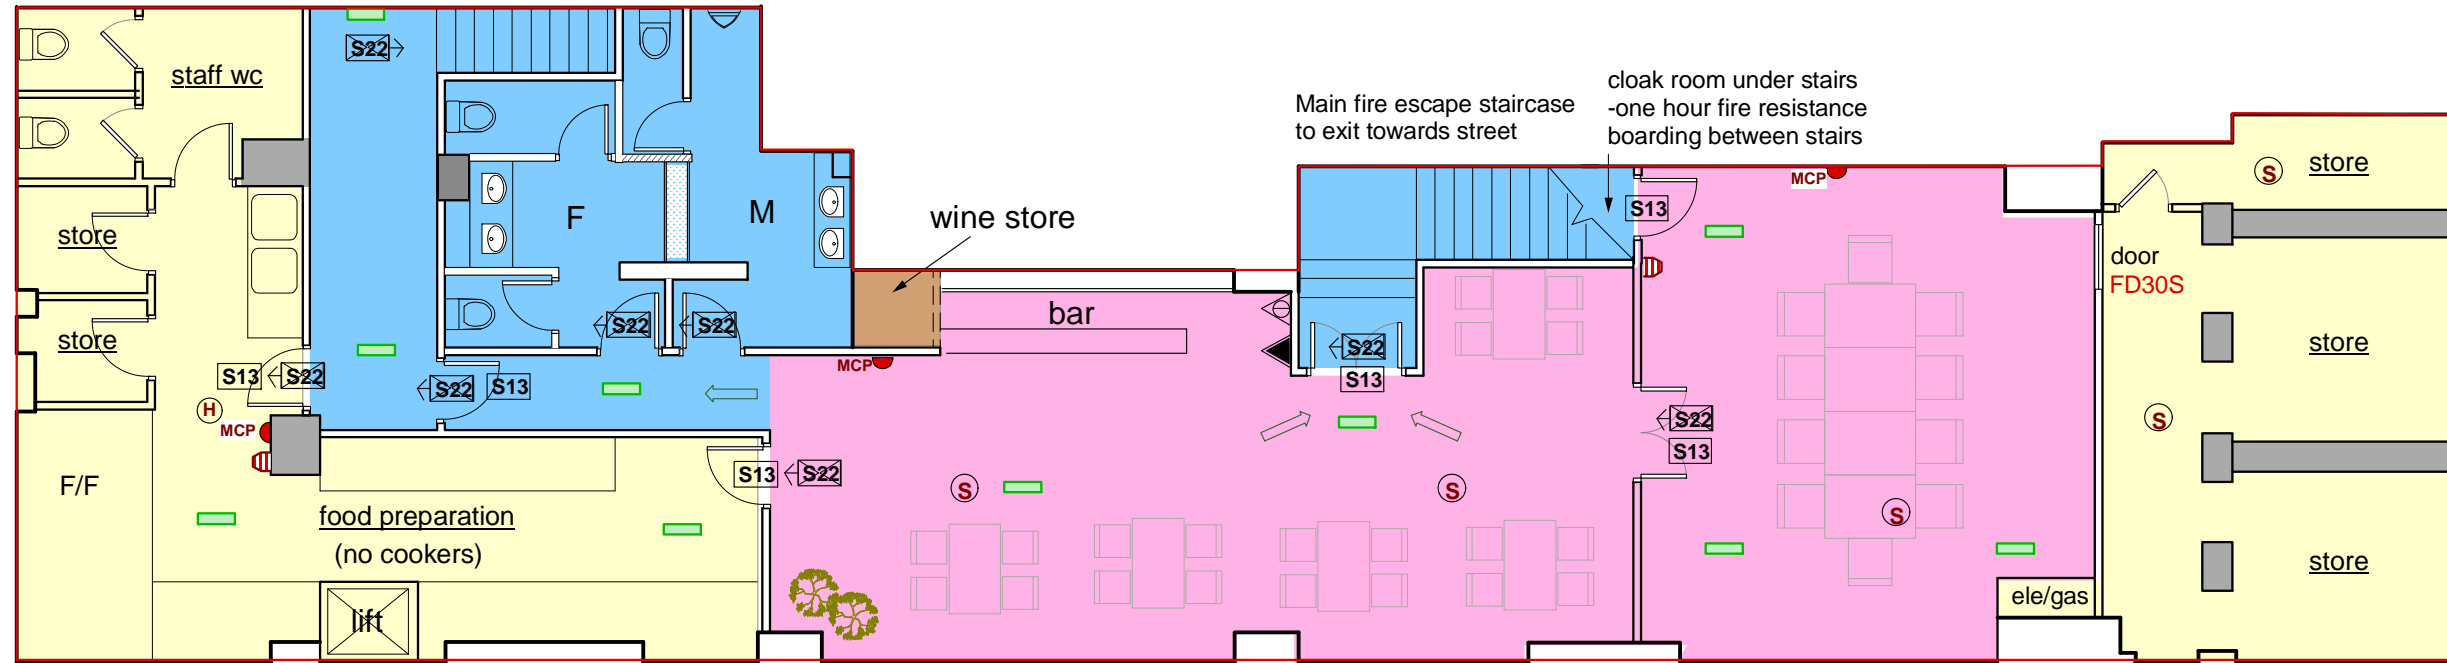 S22
staff wc
cloak room under stairs
-one hour fire resistance
boarding between stairs
Main fire escape staircase
to exit towards street
store
S
MCP
S13
F
M
wine store
store
door
FD30S
bar
S22
S22
store
S22
store
S13
S22
S22
S13
MCP
S13
H
MCP
S22
S
S13
S13
S22
F/F
S
S
S
food preparation
(no cookers)
store
ele/gas
lift